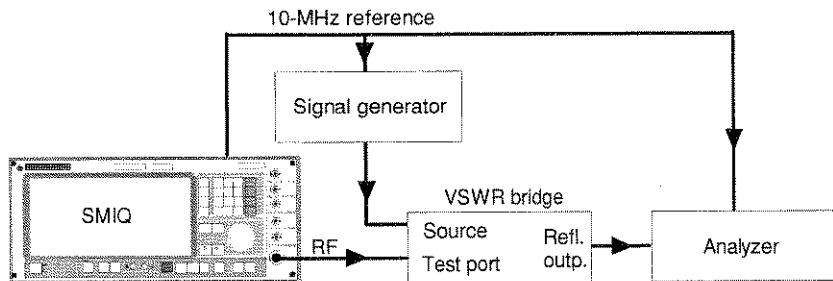 10-MHz reference
Signal generator
SMIQ
RF
VSWR bridge
Source
Test port
Refl.
outp.
Analyzer